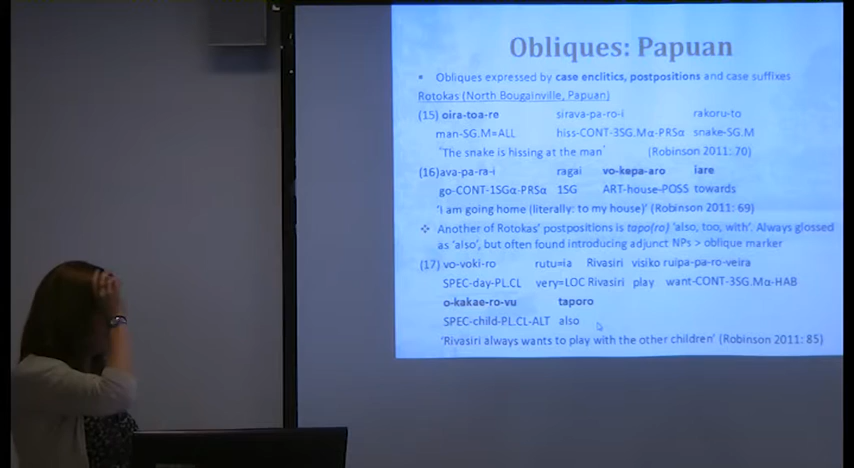 Obliques: Papuan
▪ Obliques expressed by case enclitics, postpositions and case suffixes
Rotokas (North Bougainville, Papuan)
(15) oira-toa-re sirava-pa-ro-i rakoru-to
man-SG.M=ALL hiss-CONT-3SG.Mα-PRSα snake-SG.M
'The snake is hissing at the man' (Robinson 2011: 70)
(16)ava-pa-ra-i ragai vo-kepa-aro iare
go-CONT-1SGα-PRSα 1SG ART-house-POSS towards
'I am going home (literally: to my house)' (Robinson 2011: 69)
❖ Another of Rotokas' postpositions is tapo(ro) 'also, too, with'. Always glossed
as 'also', but often found introducing adjunct NPs > oblique marker
(17) vo-voki-ro rutu=ia Rivasiri visiko ruipa-pa-ro-veira
SPEC-day-PL.CL very=LOC Rivasiri play want-CONT-3SG.Mα-HAB
o-kakae-ro-vu taporo
SPEC-child-PL.CL-ALT also
'Rivasiri always wants to play with the other children' (Robinson 2011: 85)